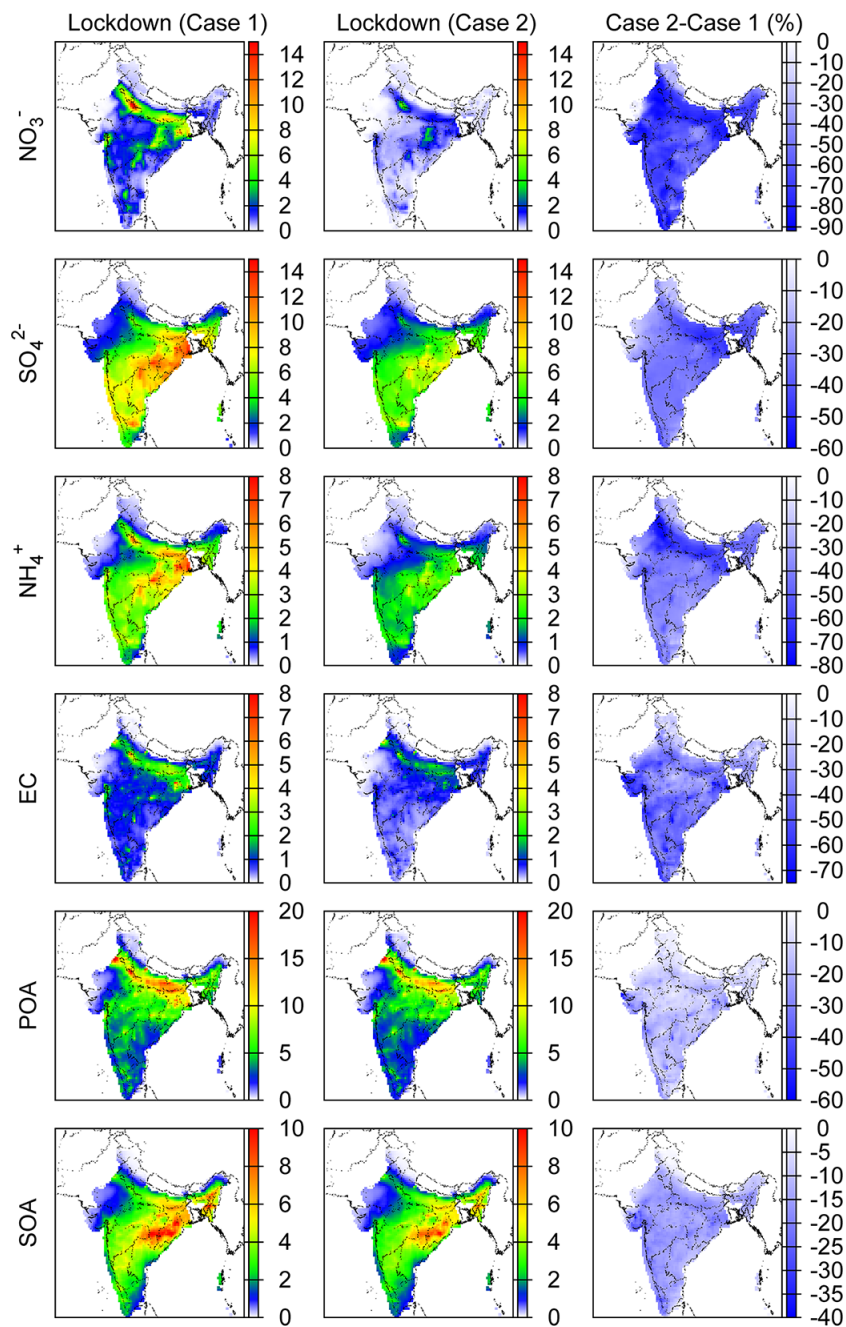 Lockdown (Case 1) Lockdown (Case 2) Case 2-Case 1 (%)
NO₃⁻
14 12 10 8 6 4 2 0
14 12 10 8 6 4 2 0
0 -10 -20 -30 -40 -50 -60 -70 -80 -90
SO₄²⁻
14 12 10 8 6 4 2 0
14 12 10 8 6 4 2 0
0 -10 -20 -30 -40 -50 -60
NH₄⁺
8 7 6 5 4 3 2 1 0
8 7 6 5 4 3 2 1 0
0 -10 -20 -30 -40 -50 -60 -70 -80
EC
8 7 6 5 4 3 2 1 0
8 7 6 5 4 3 2 1 0
0 -10 -20 -30 -40 -50 -60 -70
POA
20 15 10 5 0
20 15 10 5 0
0 -10 -20 -30 -40 -50 -60
SOA
10 8 6 4 2 0
10 8 6 4 2 0
0 -5 -10 -15 -20 -25 -30 -35 -40